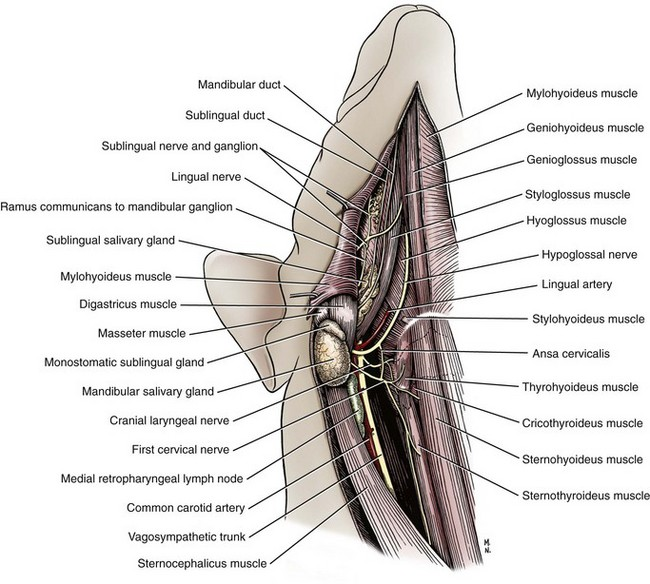 Mandibular duct
Sublingual duct
Sublingual nerve and ganglion
Lingual nerve
Ramus communicans to mandibular ganglion
Sublingual salivary gland
Mylohyoideus muscle
Digastricus muscle
Masseter muscle
Monostomatic sublingual gland
Mandibular salivary gland
Cranial laryngeal nerve
First cervical nerve
Medial retropharyngeal lymph node
Common carotid artery
Vagosympathetic trunk
Sternocephalicus muscle
Mylohyoideus muscle
Geniohyoideus muscle
Genioglossus muscle
Styloglossus muscle
Hyoglossus muscle
Hypoglossal nerve
Lingual artery
Stylohyoideus muscle
Ansa cervicalis
Thyrohyoideus muscle
Cricothyroideus muscle
Sternohyoideus muscle
Sternothyroideus muscle
M.
N.